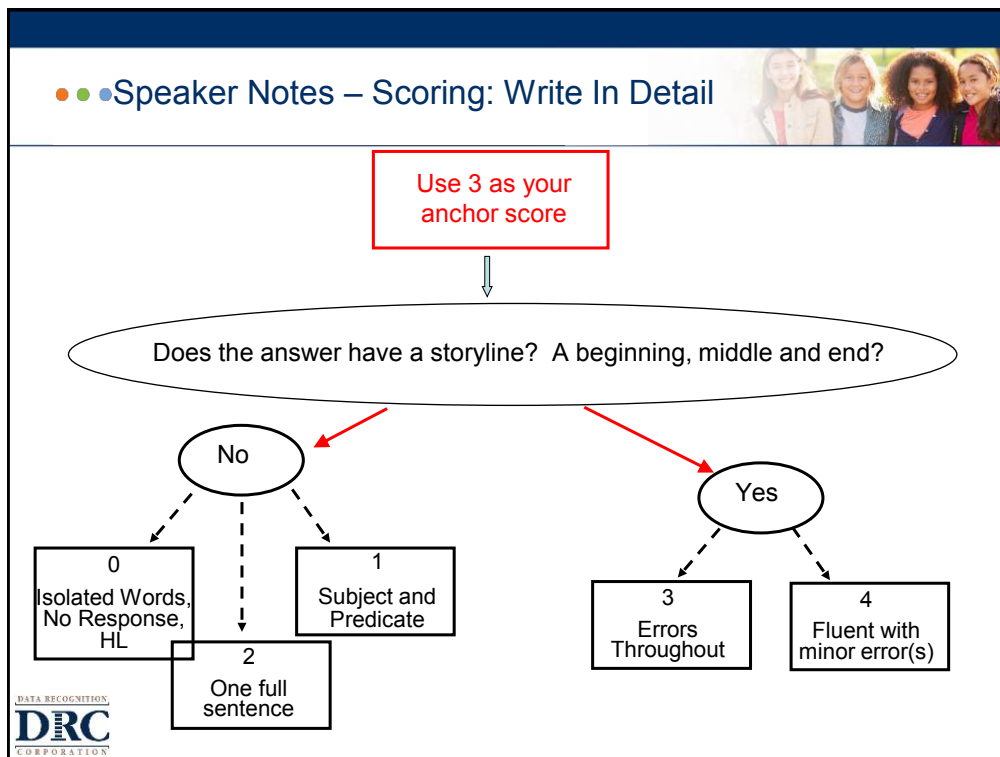 Speaker Notes – Scoring: Write In Detail
Use 3 as your
anchor score
Does the answer have a storyline?  A beginning, middle and end?
No
Yes
0
Isolated Words,
No Response,
HL
2
One full
sentence
1
Subject and
Predicate
3
Errors
Throughout
4
Fluent with
minor error(s)
DATA RECOGNITION
DRC
CORPORATION